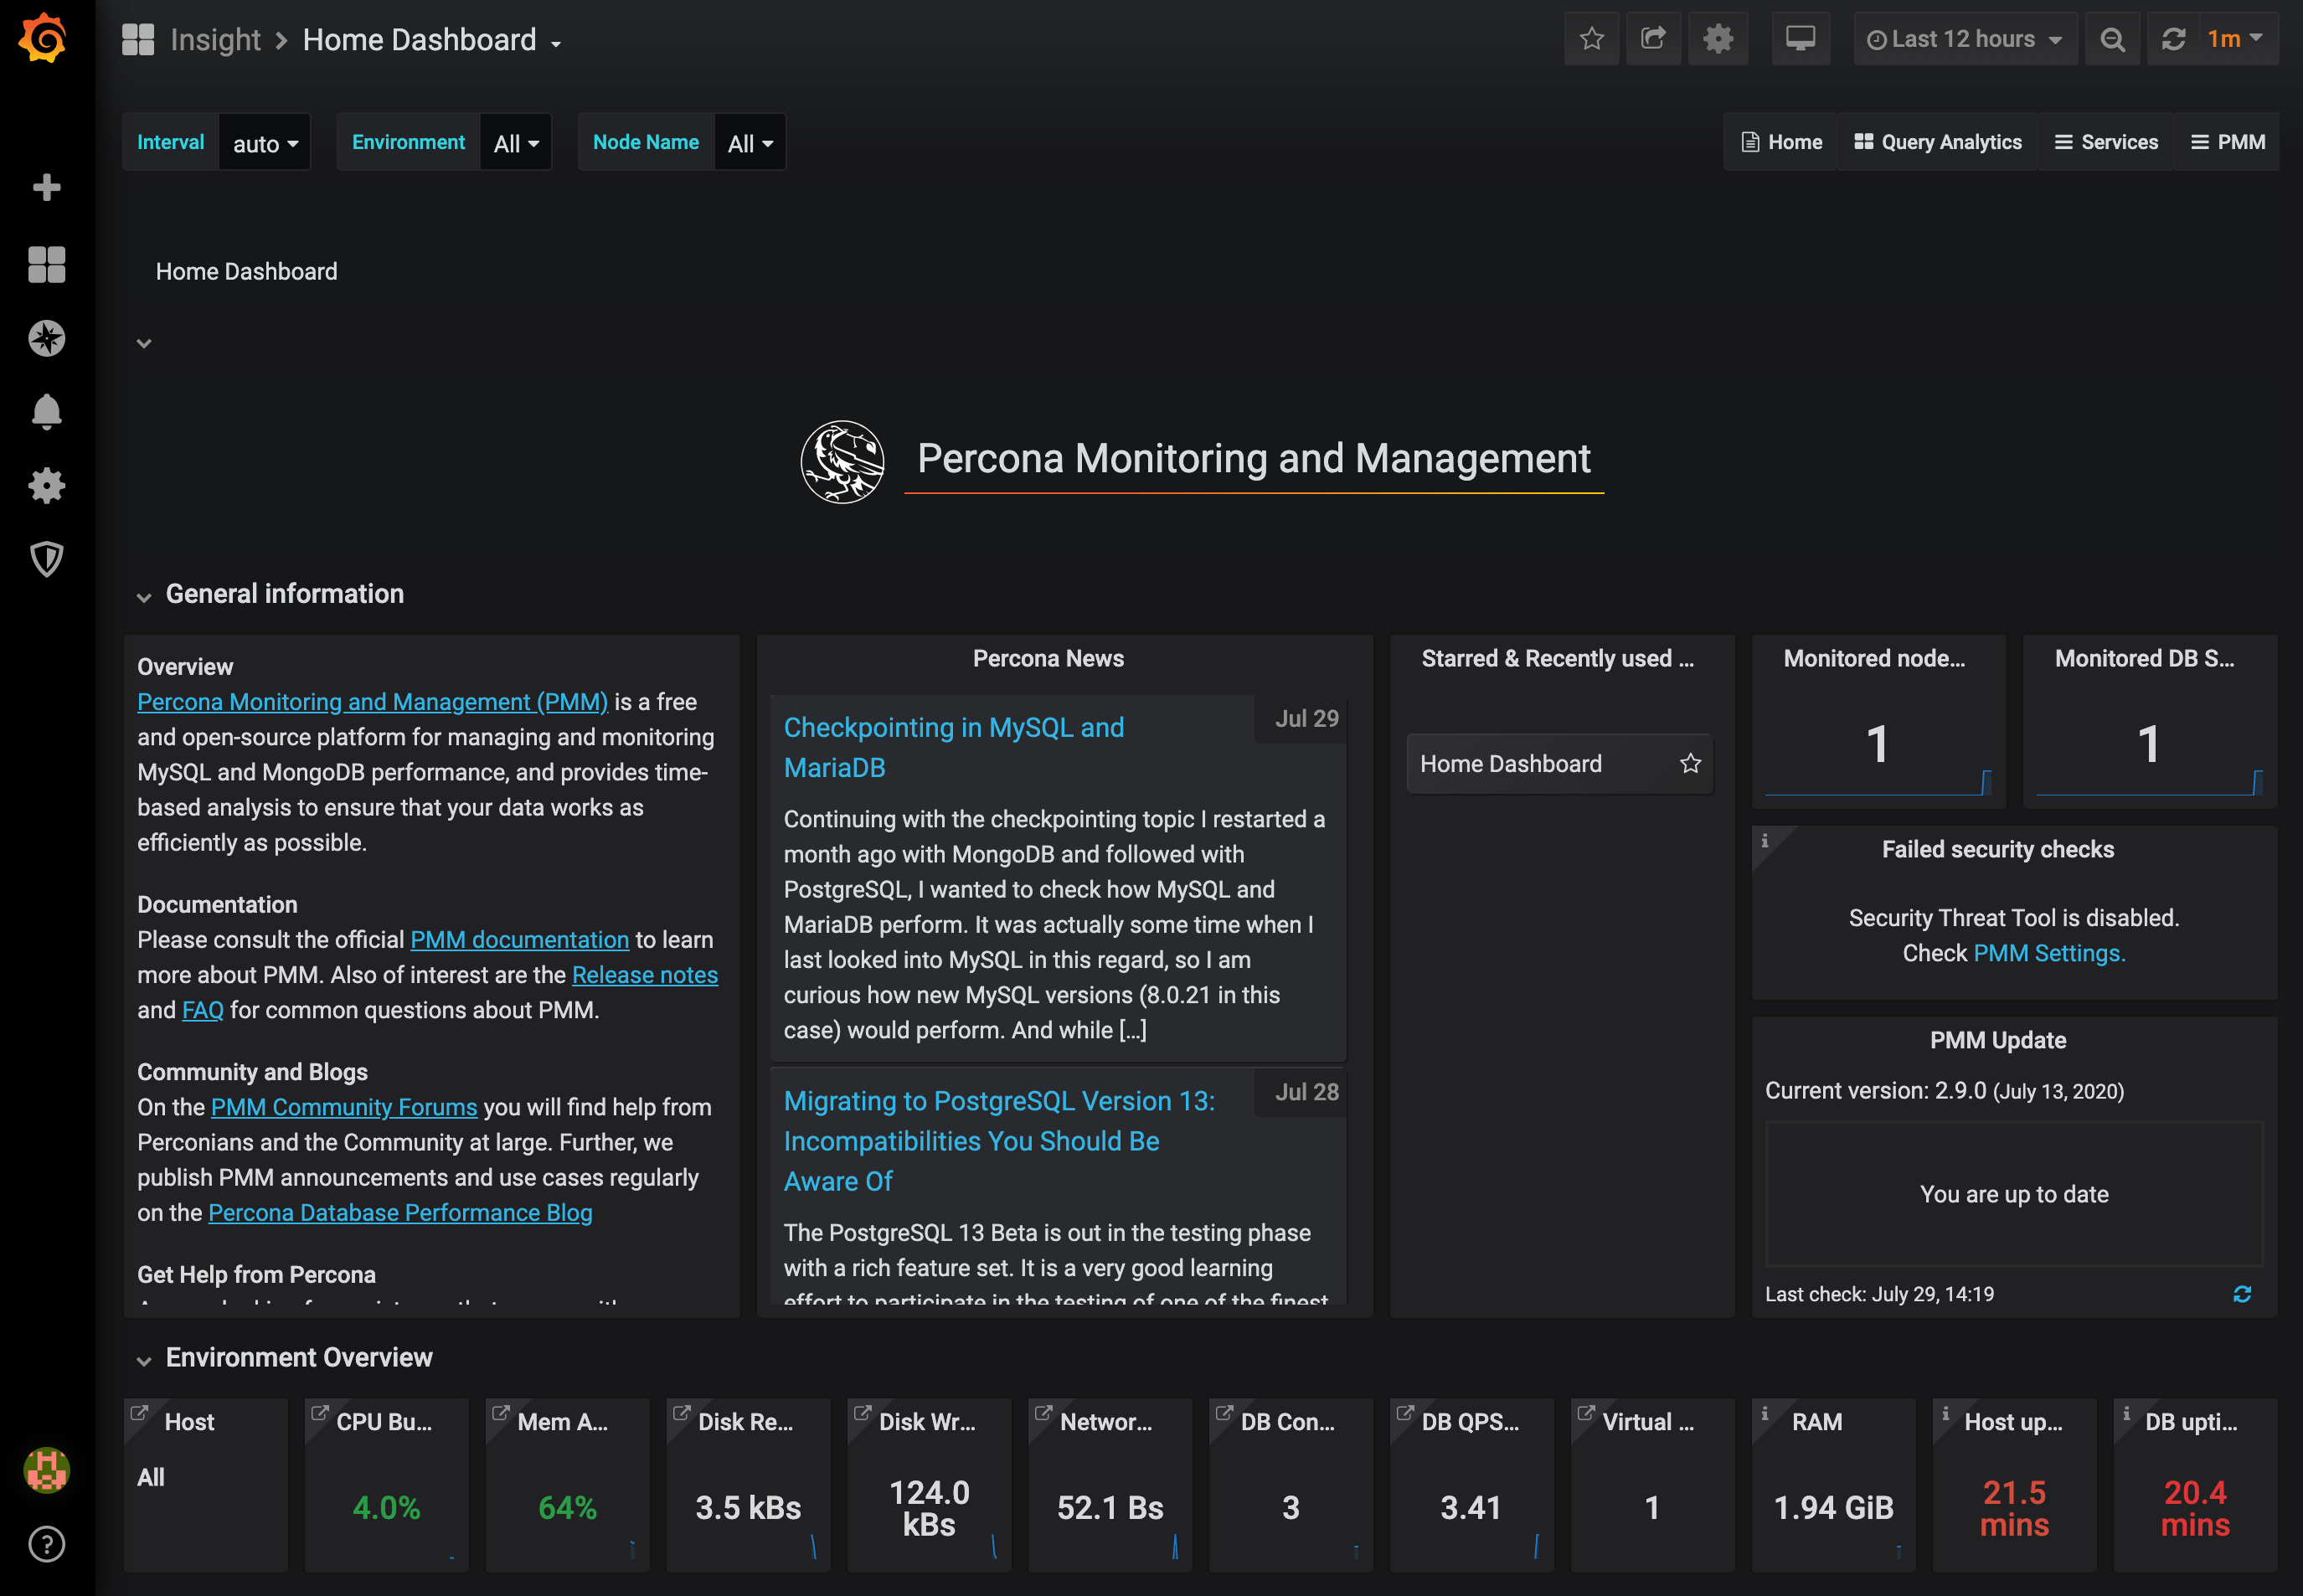 Insight > Home Dashboard
Last 12 hours
1m
Interval
auto
Environment
All
Node Name
All
Home
Query Analytics
Services
PMM
Home Dashboard
Percona Monitoring and Management
General information
Overview
Percona Monitoring and Management (PMM) is a free
and open-source platform for managing and monitoring
MySQL and MongoDB performance, and provides time-
based analysis to ensure that your data works as
efficiently as possible.
Documentation
Please consult the official PMM documentation to learn
more about PMM. Also of interest are the Release notes
and FAQ for common questions about PMM.
Community and Blogs
On the PMM Community Forums you will find help from
Perconians and the Community at large. Further, we
publish PMM announcements and use cases regularly
on the Percona Database Performance Blog
Get Help from Percona
Percona News
Checkpointing in MySQL and
MariaDB
Jul 29
Continuing with the checkpointing topic I restarted a
month ago with MongoDB and followed with
PostgreSQL, I wanted to check how MySQL and
MariaDB perform. It was actually some time when I
last looked into MySQL in this regard, so I am
curious how new MySQL versions (8.0.21 in this
case) would perform. And while [...]
Migrating to PostgreSQL Version 13:
Incompatibilities You Should Be
Aware Of
Jul 28
The PostgreSQL 13 Beta is out in the testing phase
with a rich feature set. It is a very good learning
effort to participate in the testing of one of the finest
Starred & Recently used ...
Home Dashboard
Monitored node...
1
Monitored DB S...
1
Failed security checks
Security Threat Tool is disabled.
Check PMM Settings.
PMM Update
Current version: 2.9.0 (July 13, 2020)
You are up to date
Last check: July 29, 14:19
Environment Overview
Host
All
CPU Bu...
4.0%
Mem A...
64%
Disk Re...
3.5 kBs
Disk Wr...
124.0
kBs
Networ...
52.1 Bs
DB Con...
3
DB QPS...
3.41
Virtual ...
1
RAM
1.94 GiB
Host up...
21.5
mins
DB upti...
20.4
mins